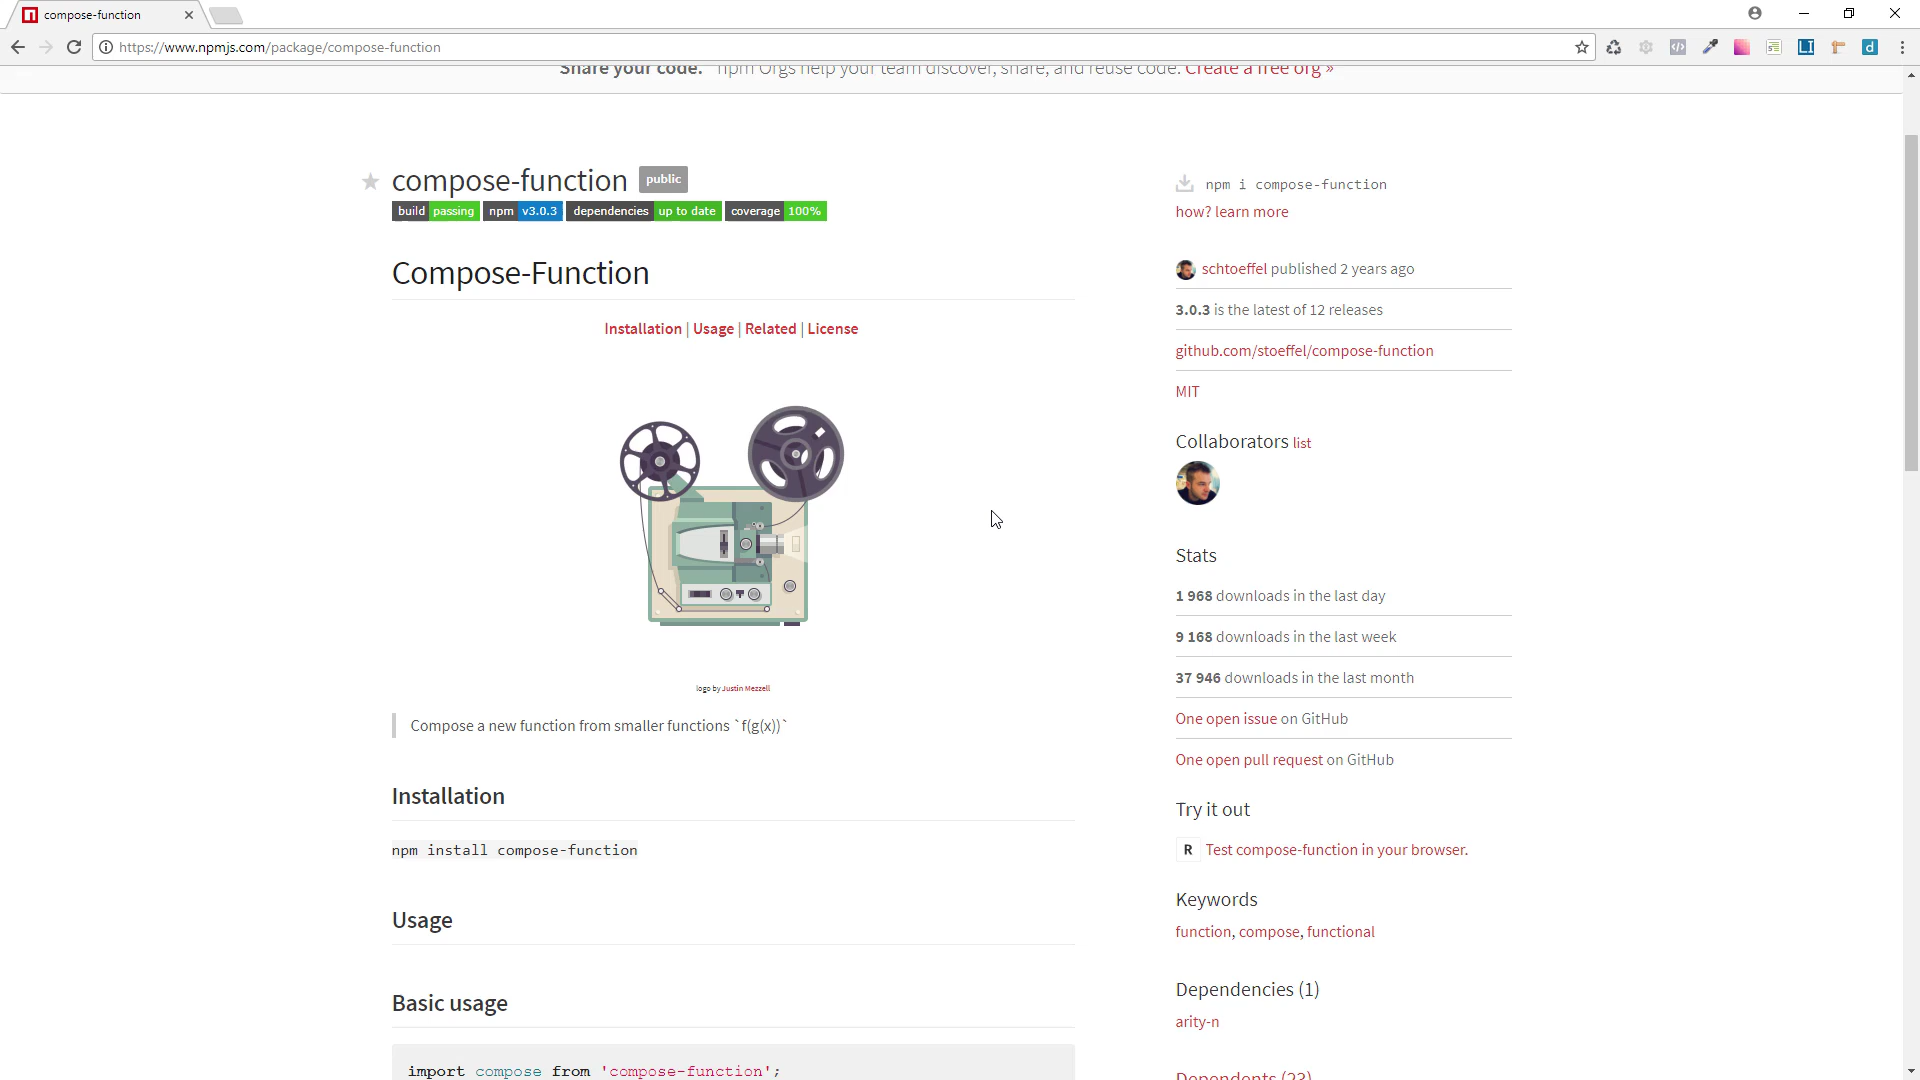 compose-function
https://www.npmjs.com/package/compose-function
Share your code. npm Orgs help your team discover, share, and reuse code. Create a free org »
compose-function public
build passing npm v3.0.3 dependencies up to date coverage 100%
Compose-Function
Installation | Usage | Related | License
logo by Justin Mezzell
Compose a new function from smaller functions `f(g(x))`
Installation
npm install compose-function
Usage
Basic usage
import compose from 'compose-function';
npm i compose-function
how? learn more
schtoeffel published 2 years ago
3.0.3 is the latest of 12 releases
github.com/stoeffel/compose-function
MIT
Collaborators list
Stats
1 968 downloads in the last day
9 168 downloads in the last week
37 946 downloads in the last month
One open issue on GitHub
One open pull request on GitHub
Try it out
R Test compose-function in your browser.
Keywords
function, compose, functional
Dependencies (1)
arity-n
Dependents (23)